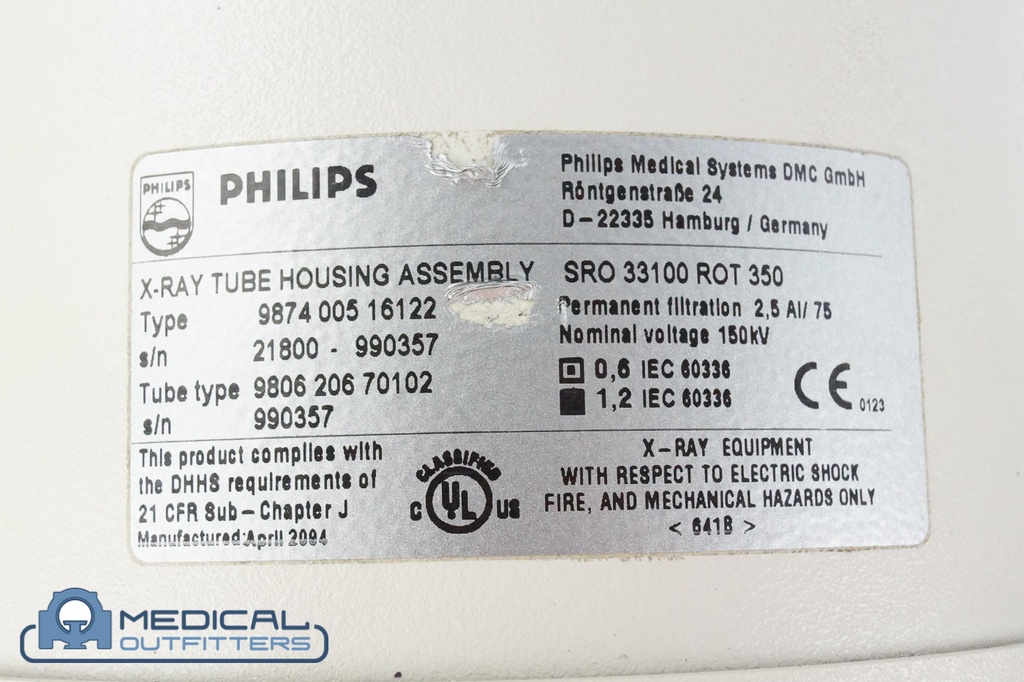 PHILIPS
PHILIPS
Philips Medical Systems DMC GmbH
Röntgenstraße 24
D-22335 Hamburg / Germany
X-RAY TUBE HOUSING ASSEMBLY
Type 9874 005 16122
s/n 21800 - 990357
Tube type 9806 206 70102
s/n 990357
SRO 33100 ROT 350
Permanent filtration 2,5 Al/ 75
Nominal voltage 150kV
0,6 IEC 60336
1,2 IEC 60336
CE 0123
This product complies with
the DHHS requirements of
21 CFR Sub-Chapter J
Manufactured:April 2004
CLASSIFIED
C UL US
X-RAY EQUIPMENT
WITH RESPECT TO ELECTRIC SHOCK
FIRE, AND MECHANICAL HAZARDS ONLY
< 641B >
MEDICAL
OUTFITTERS